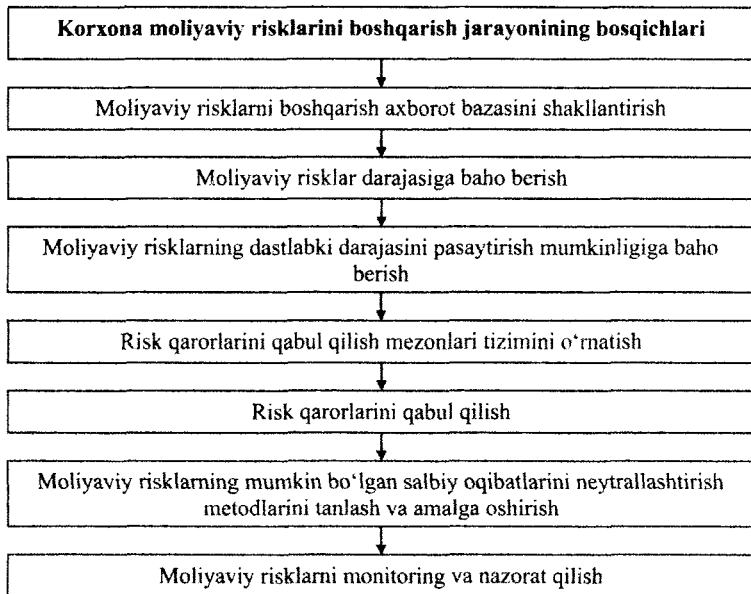 Korxona moliyaviy risklarini boshqarish jarayonining bosqichlari
Moliyaviy risklarni boshqarish axborot bazasini shakllantirish
Moliyaviy risklar darajasiga baho berish
Moliyaviy risklarning dastlabki darajasini pasaytirish mumkinligiga baho
berish
Risk qarorlarini qabul qilish mezonlari tizimini o‘rnatish
Risk qarorlarini qabul qilish
Moliyaviy risklarning mumkin bo‘lgan salbiy oqibatlarini neytrallashtirish
metodlarini tanlash va amalga oshirish
Moliyaviy risklarni monitoring va nazorat qilish